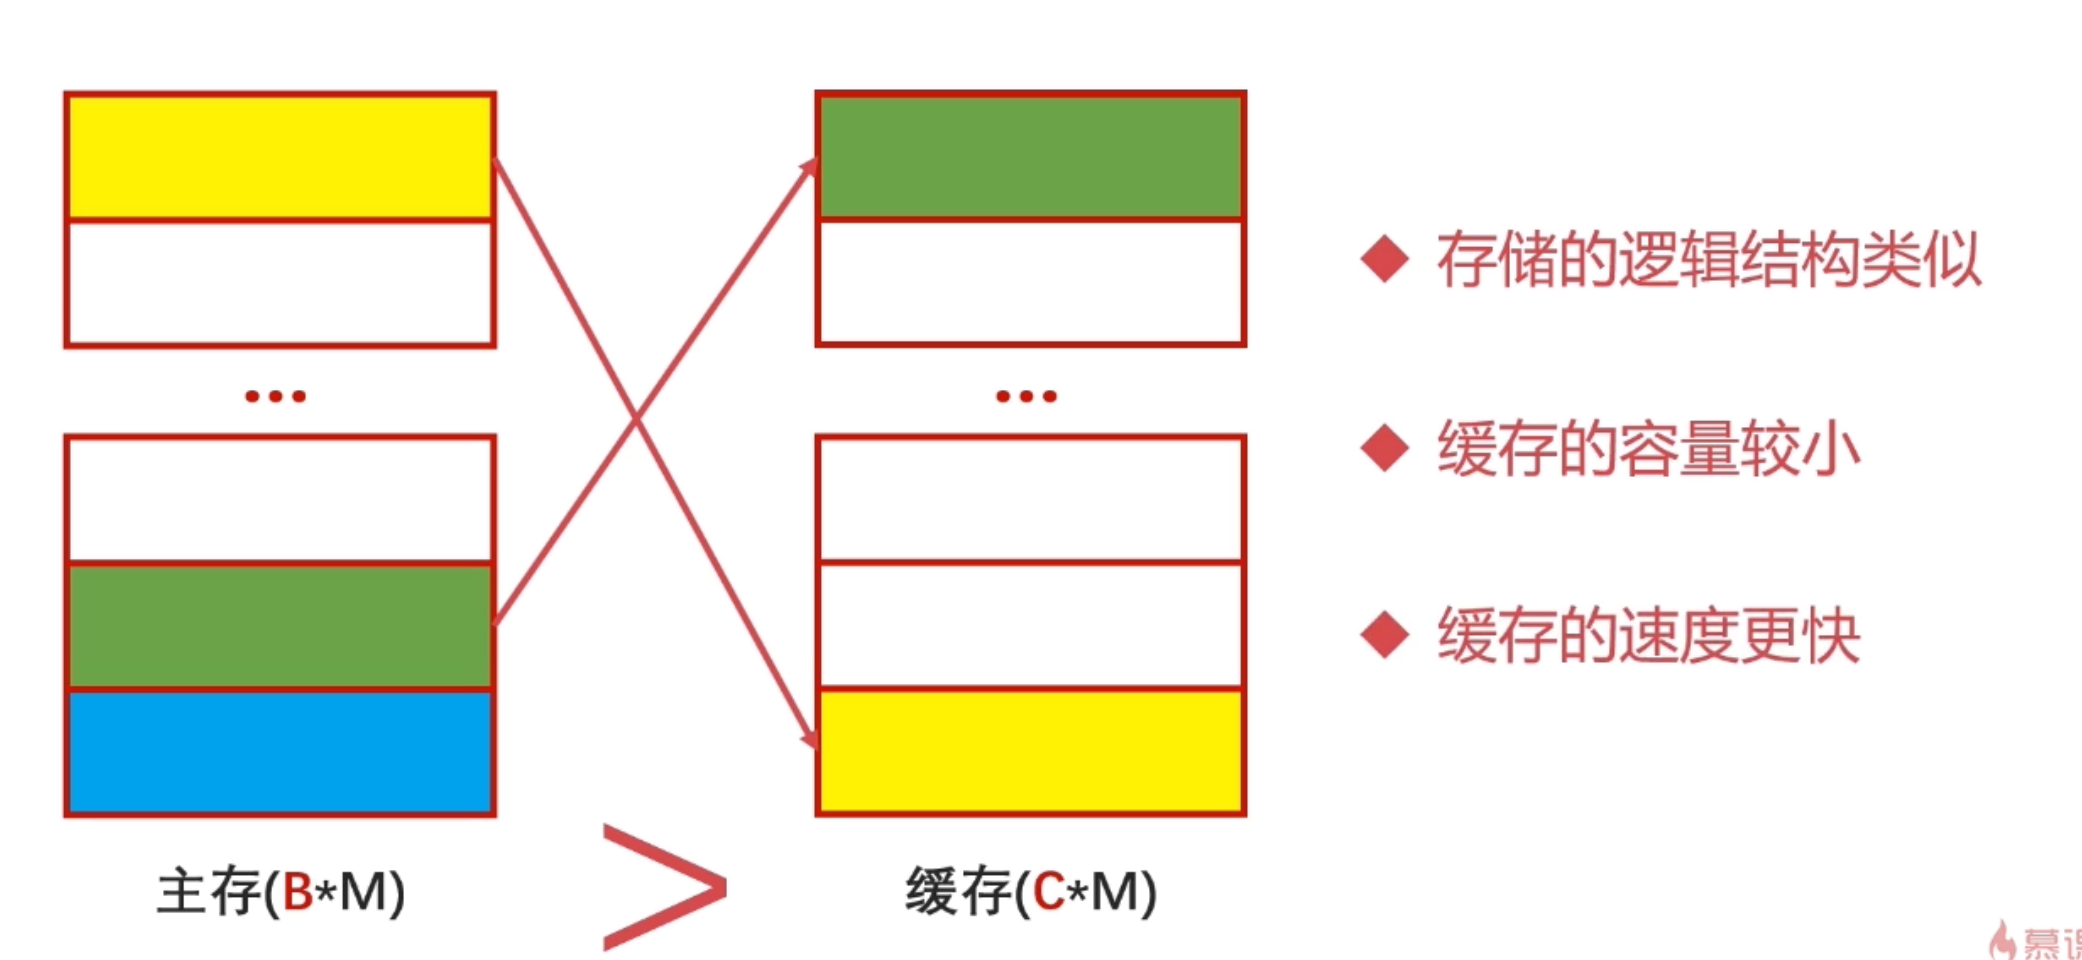 存储的逻辑结构类似
缓存的容量较小
缓存的速度更快
...
...
主存(B*M)
>
缓存(C*M)
慕课